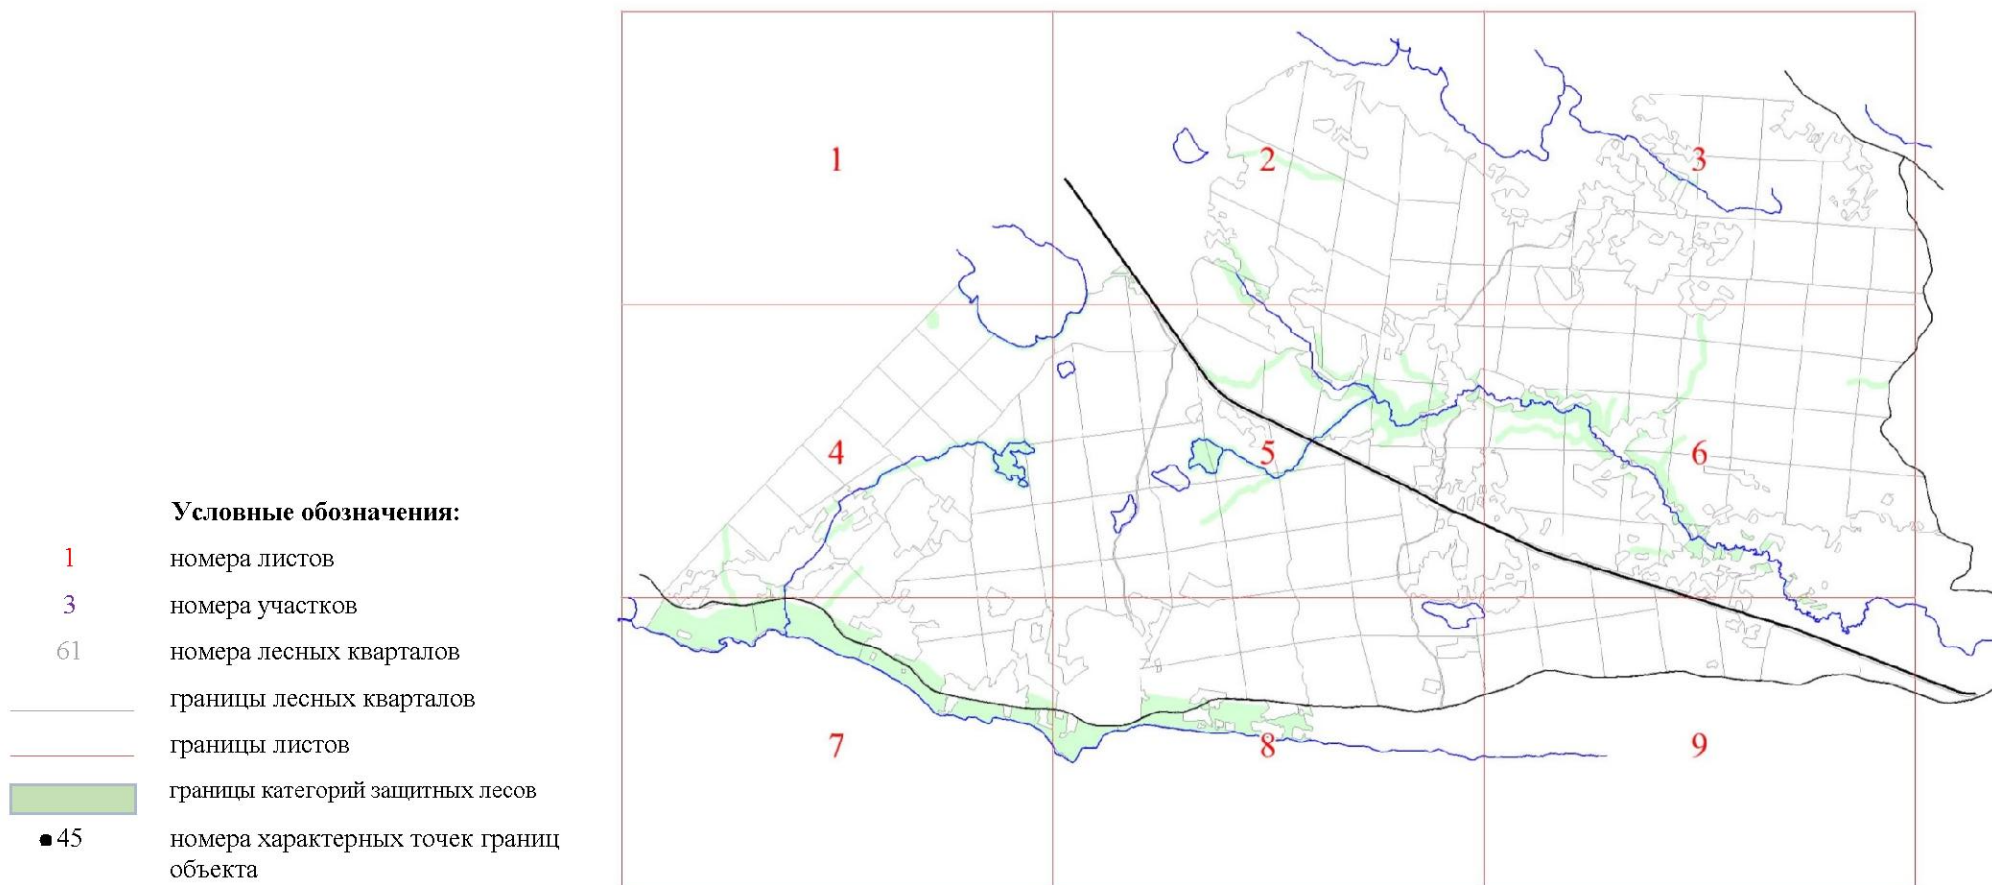 Условные обозначения:
1 номера листов
3 номера участков
61 номера лесных кварталов
границы лесных кварталов
границы листов
границы категорий защитных лесов
45 номера характерных точек границ
объекта
1
2
3
4
5
6
7
8
9